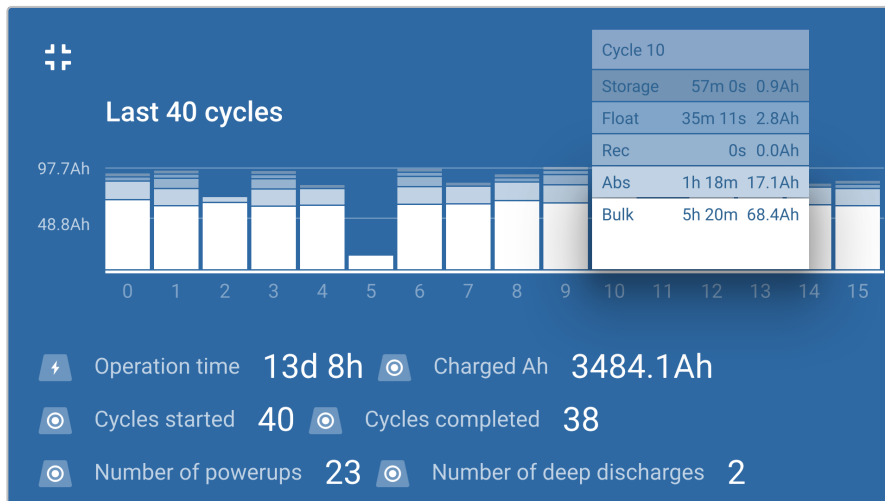 Cycle 10
Storage 57m 0s 0.9Ah
Float 35m 11s 2.8Ah
Rec 0s 0.0Ah
Abs 1h 18m 17.1Ah
Bulk 5h 20m 68.4Ah
Last 40 cycles
97.7Ah
48.8Ah
0 1 2 3 4 5 6 7 8 9 10 11 12 13 14 15
Operation time 13d 8h Charged Ah 3484.1Ah
Cycles started 40 Cycles completed 38
Number of powerups 23 Number of deep discharges 2